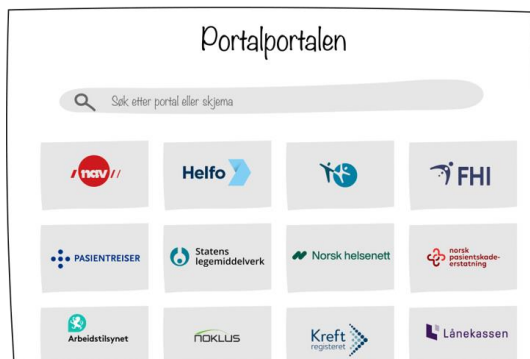 Portalportalen
Søk etter portal eller skjema
nav
Helfo
FHI
PASIENTREISER
Statens
legemiddelverk
Norsk helsenett
norsk
pasientskade-
erstatning
Arbeidstilsynet
NOKLUS
Kreft
registeret
Lånekassen